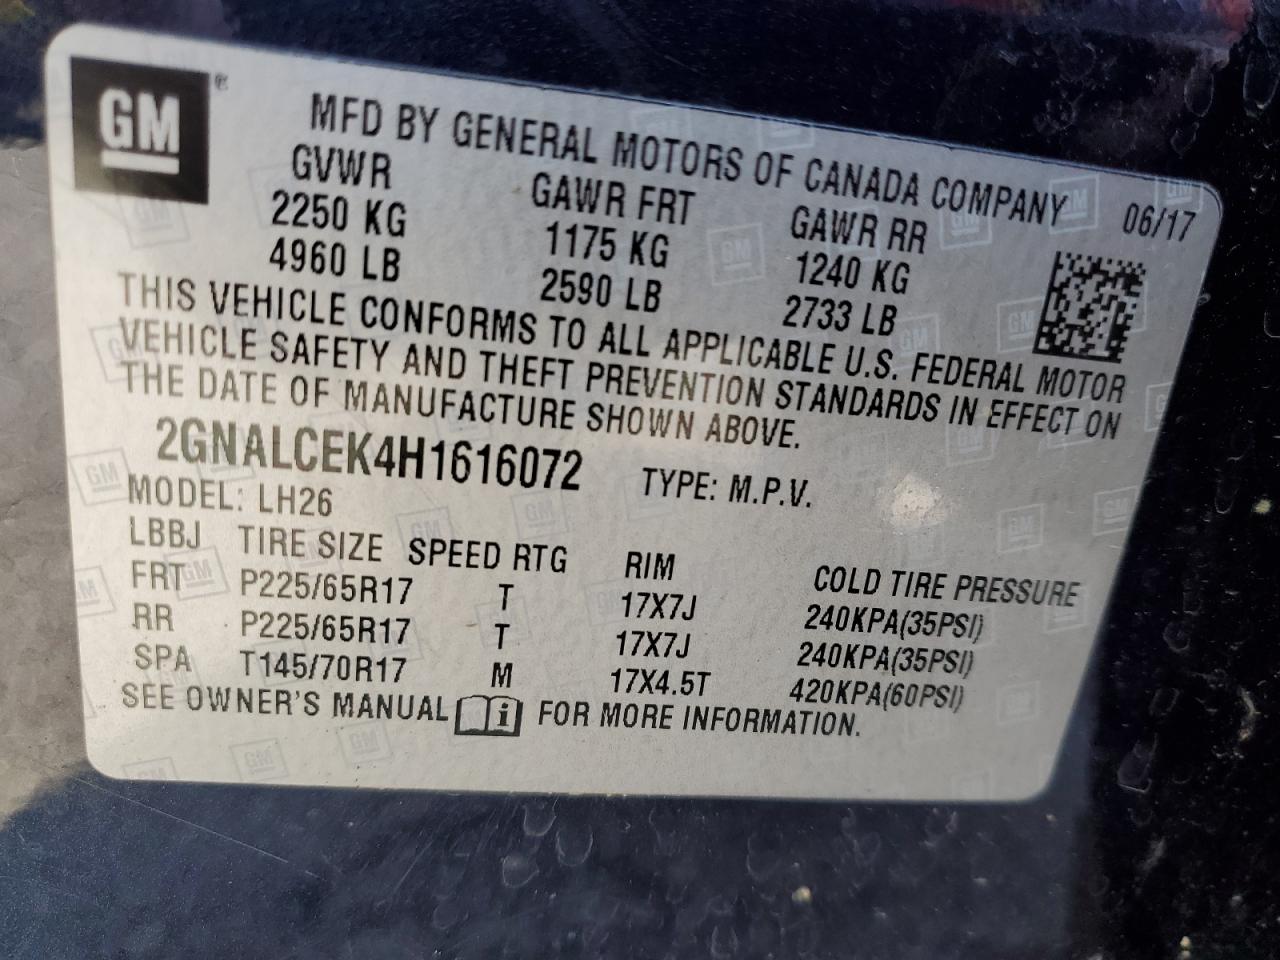 GM®
MFD BY GENERAL MOTORS OF CANADA COMPANY
06/17
GVWR GAWR FRT GAWR RR
2250 KG 1175 KG 1240 KG
4960 LB 2590 LB 2733 LB
THIS VEHICLE CONFORMS TO ALL APPLICABLE U.S. FEDERAL MOTOR
VEHICLE SAFETY AND THEFT PREVENTION STANDARDS IN EFFECT ON
THE DATE OF MANUFACTURE SHOWN ABOVE.
2GNALCEK4H1616072 TYPE: M.P.V.
MODEL: LH26
LBBJ TIRE SIZE SPEED RTG RIM COLD TIRE PRESSURE
FRT P225/65R17 T 17X7J 240KPA(35PSI)
RR P225/65R17 T 17X7J 240KPA(35PSI)
SPA T145/70R17 M 17X4.5T 420KPA(60PSI)
SEE OWNER'S MANUAL i FOR MORE INFORMATION.